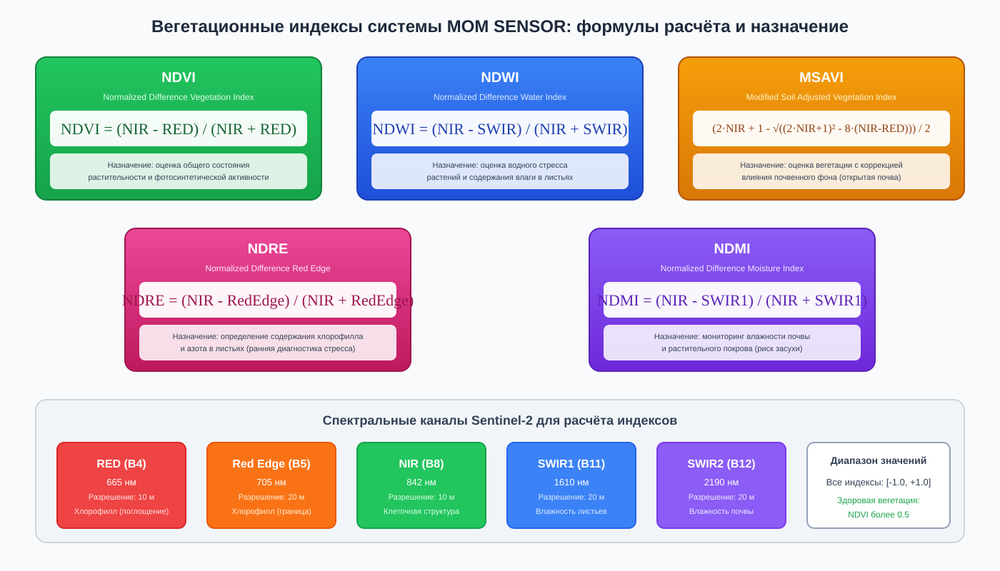 Вегетационные индексы системы MOM SENSOR: формулы расчёта и назначение
NDVI
Normalized Difference Vegetation Index
NDVI = (NIR - RED) / (NIR + RED)
Назначение: оценка общего состояния
растительности и фотосинтетической активности
NDWI
Normalized Difference Water Index
NDWI = (NIR - SWIR) / (NIR + SWIR)
Назначение: оценка водного стресса
растений и содержания влаги в листьях
MSAVI
Modified Soil Adjusted Vegetation Index
(2·NIR + 1 - √((2·NIR+1)² - 8·(NIR-RED))) / 2
Назначение: оценка вегетации с коррекцией
влияния почвенного фона (открытая почва)
NDRE
Normalized Difference Red Edge
NDRE = (NIR - RedEdge) / (NIR + RedEdge)
Назначение: определение содержания хлорофилла
и азота в листьях (ранняя диагностика стресса)
NDMI
Normalized Difference Moisture Index
NDMI = (NIR - SWIR1) / (NIR + SWIR1)
Назначение: мониторинг влажности почвы
и растительного покрова (риск засухи)
Спектральные каналы Sentinel-2 для расчёта индексов
RED (B4)
665 нм
Разрешение: 10 м
Хлорофилл (поглощение)
Red Edge (B5)
705 нм
Разрешение: 20 м
Хлорофилл (граница)
NIR (B8)
842 нм
Разрешение: 10 м
Клеточная структура
SWIR1 (B11)
1610 нм
Разрешение: 20 м
Влажность листьев
SWIR2 (B12)
2190 нм
Разрешение: 20 м
Влажность почвы
Диапазон значений
Все индексы: [-1.0, +1.0]
Здоровая вегетация:
NDVI более 0.5